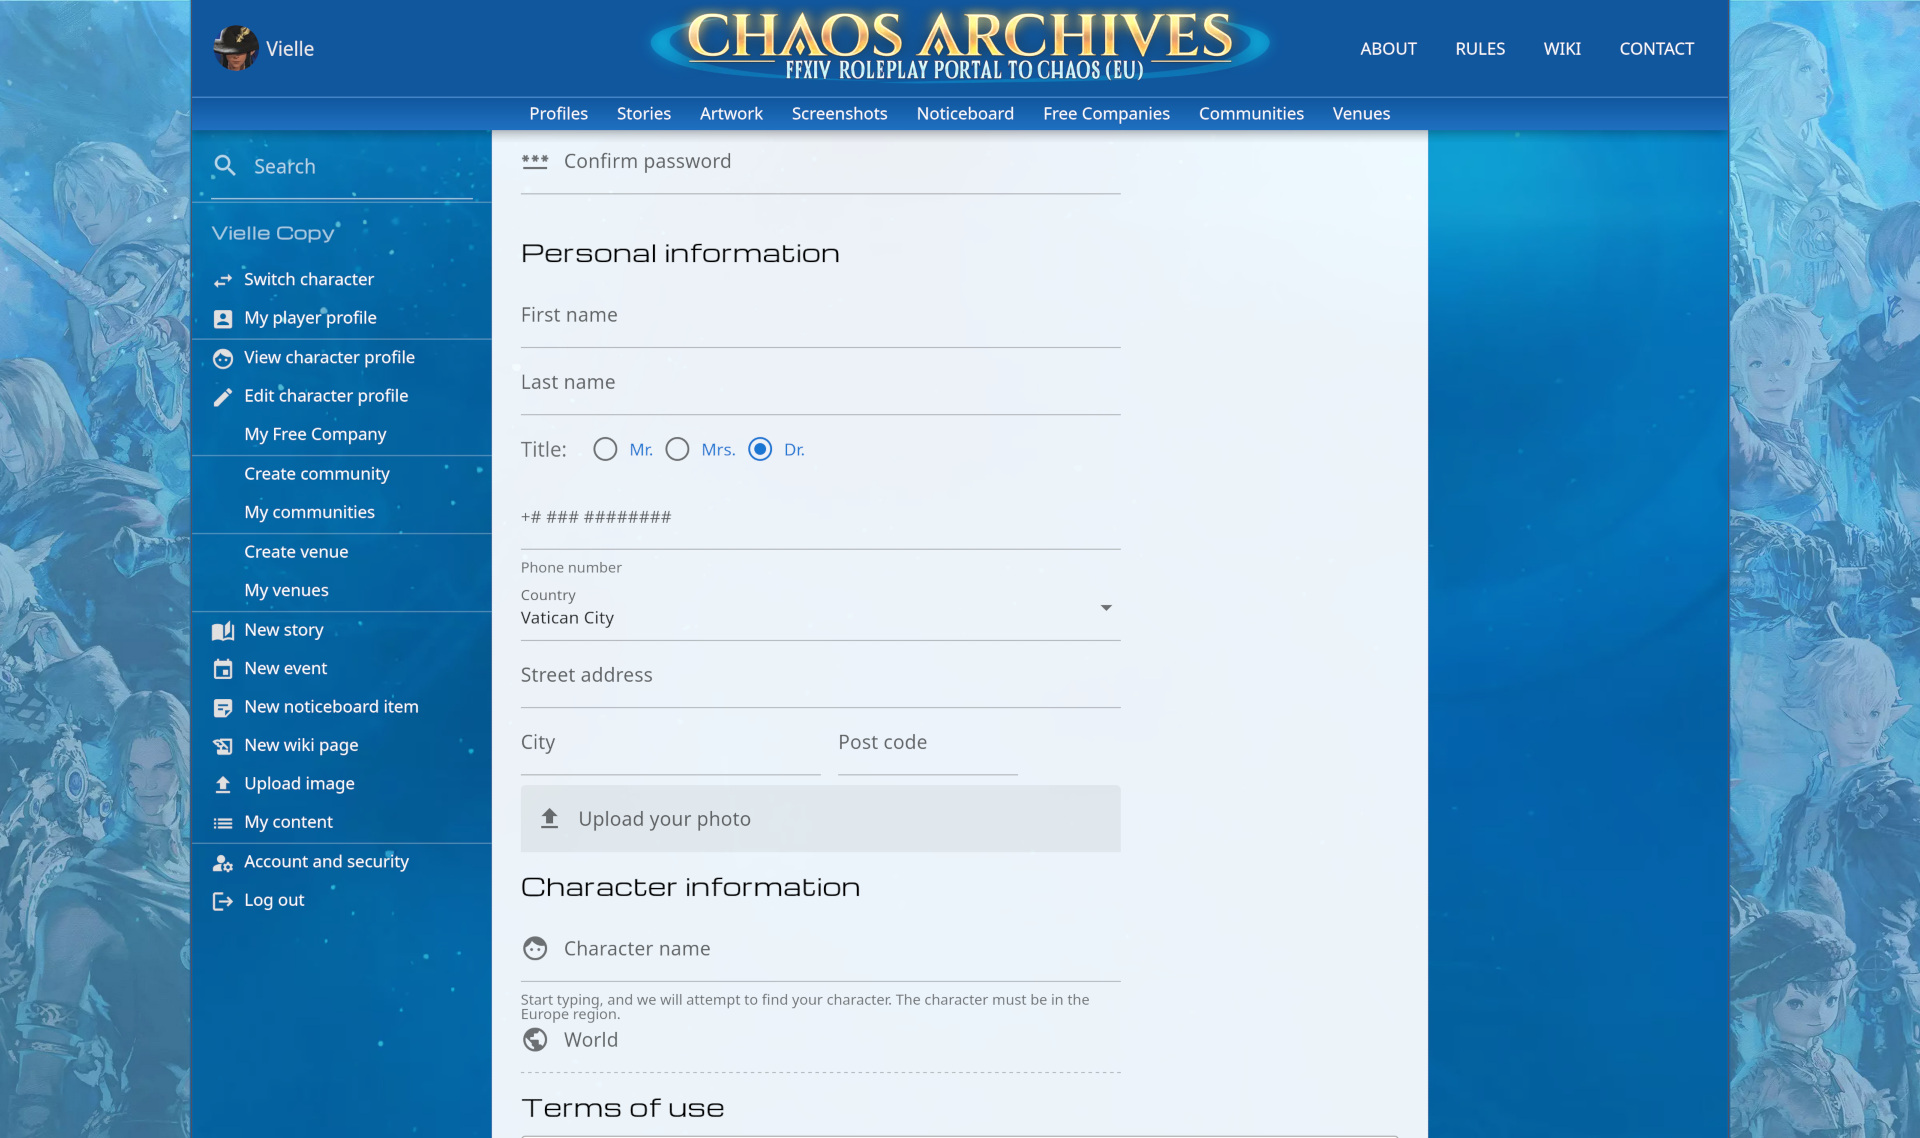 Vielle
CHAOS ARCHIVES
FFXIV ROLEPLAY PORTAL TO CHAOS (EU)
ABOUT RULES WIKI CONTACT
Profiles Stories Artwork Screenshots Noticeboard Free Companies Communities Venues
Search
Vielle Copy
Switch character
My player profile
View character profile
Edit character profile
My Free Company
Create community
My communities
Create venue
My venues
New story
New event
New noticeboard item
New wiki page
Upload image
My content
Account and security
Log out
*** Confirm password
Personal information
First name
Last name
Title: Mr. Mrs. Dr.
+# ### ########
Phone number
Country
Vatican City
Street address
City Post code
Upload your photo
Character information
Character name
Start typing, and we will attempt to find your character. The character must be in the
Europe region.
World
Terms of use